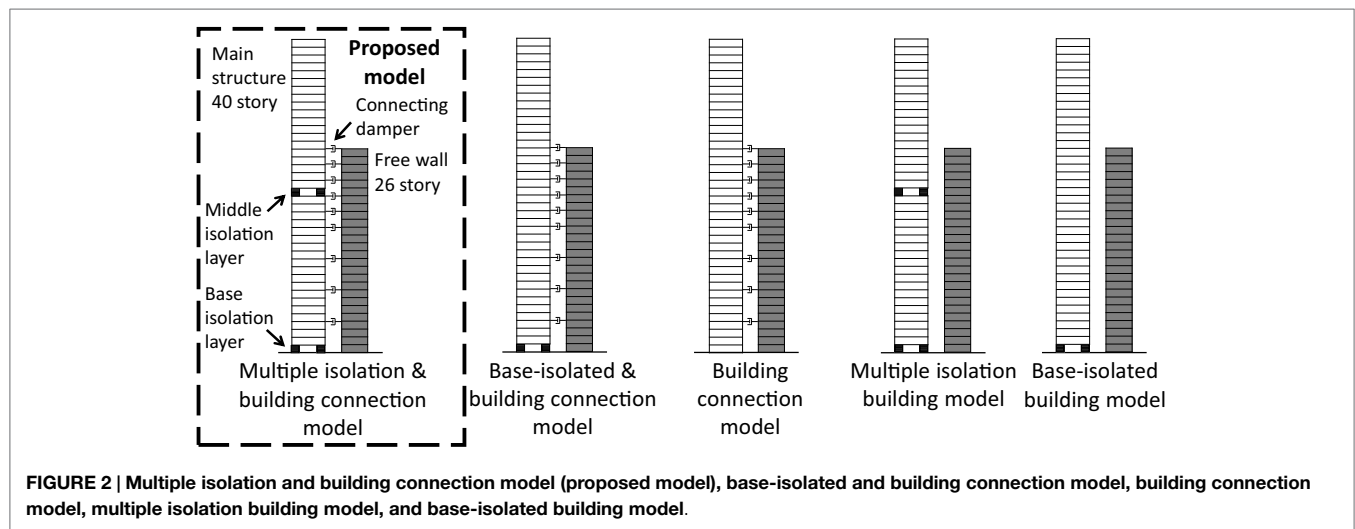 Main
structure
40 story
Proposed
model
Connecting
damper
Free wall
26 story
Middle
isolation
layer
Base
isolation
layer
Multiple isolation &
building connection
model
Base-isolated &
building connection
model
Building
connection
model
Multiple isolation
building model
Base-isolated
building model
FIGURE 2 | Multiple isolation and building connection model (proposed model), base-isolated and building connection model, building connection
model, multiple isolation building model, and base-isolated building model.